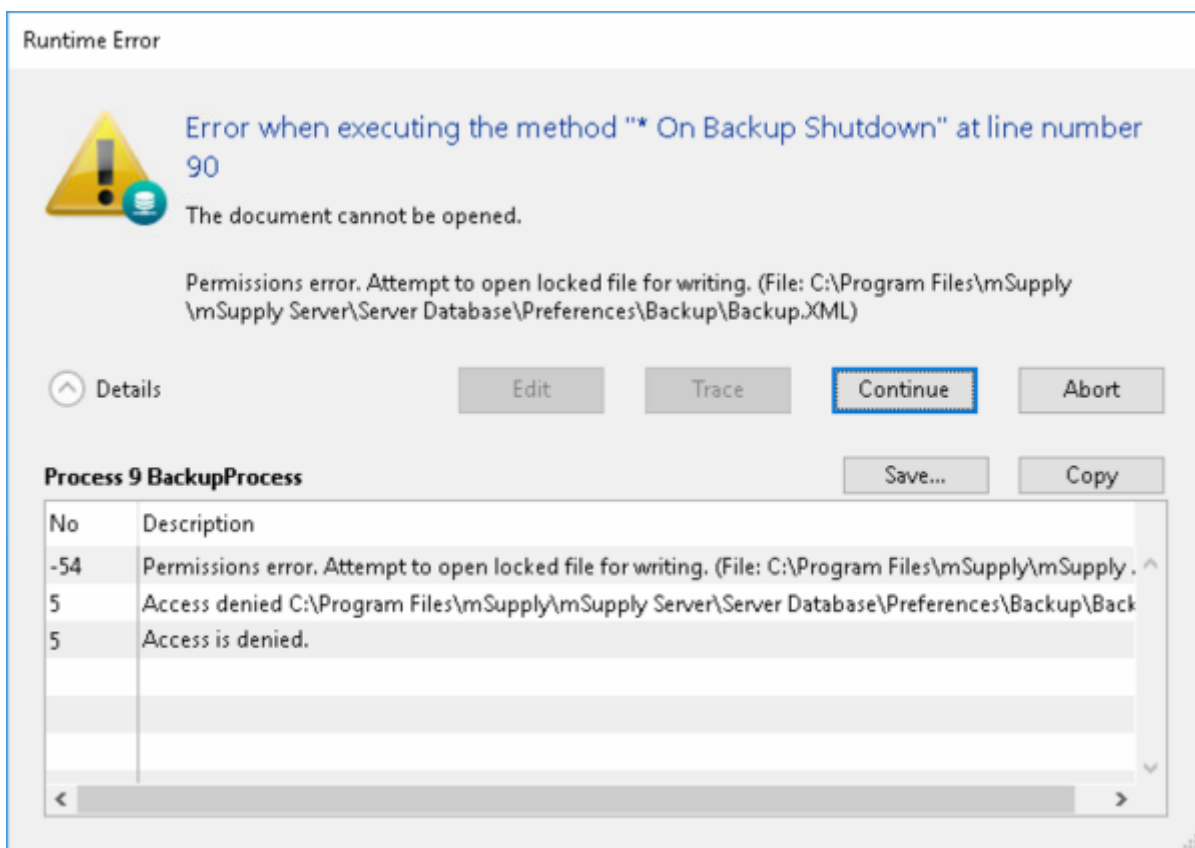 Runtime Error
Error when executing the method "* On Backup Shutdown" at line number
90
The document cannot be opened.
Permissions error. Attempt to open locked file for writing. (File: C:\Program Files\mSupply
\mSupply Server\Server Database\Preferences\Backup\Backup.XML)
Details
Edit
Trace
Continue
Abort
Process 9 BackupProcess
Save...
Copy
No Description
-54 Permissions error. Attempt to open locked file for writing. (File: C:\Program Files\mSupply\mSupply .
5 Access denied C:\Program Files\mSupply\mSupply Server\Server Database\Preferences\Backup\Back
5 Access is denied.